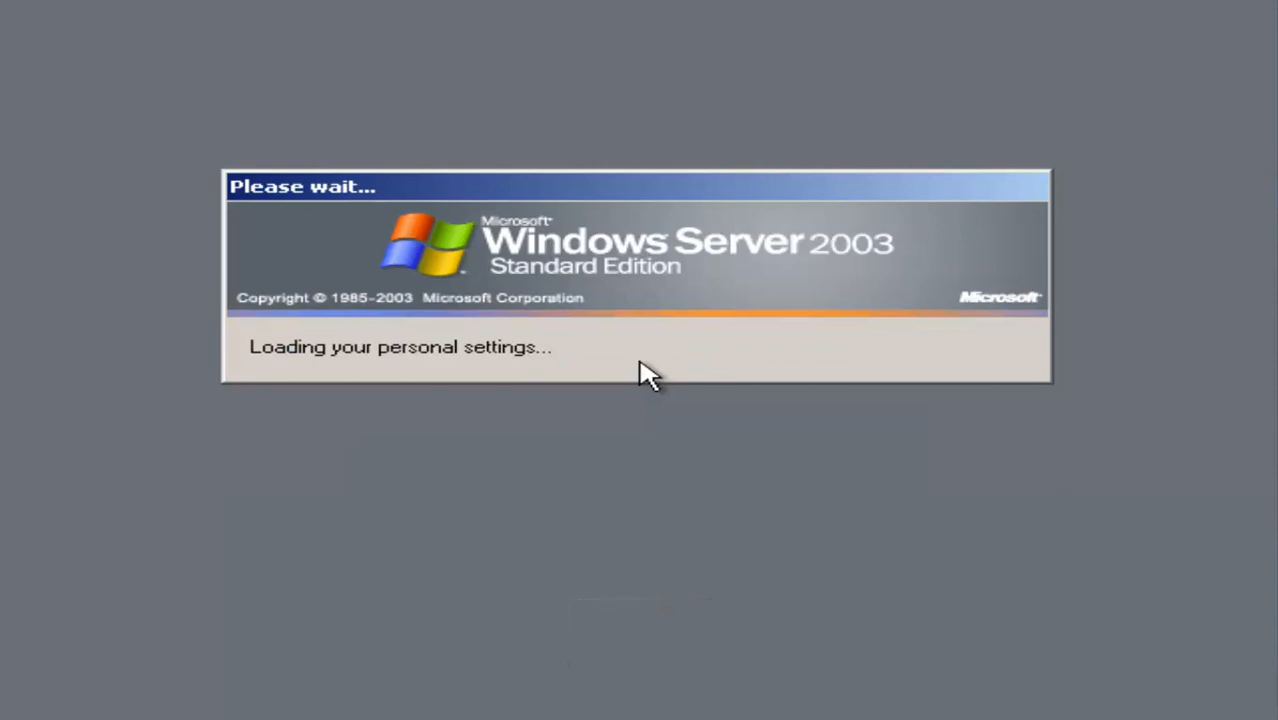 Please wait...
Microsoft
Windows Server 2003
Standard Edition
Copyright © 1985-2003 Microsoft Corporation
Microsoft
Loading your personal settings...